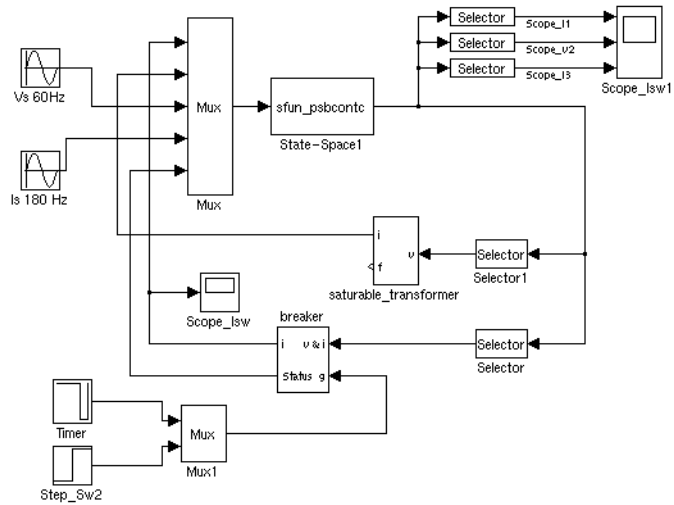 Selector
Scope_I1
Selector
Scope_v2
Selector
Scope_I3
Scope_Isw1
Vs 60Hz
Mux
sfun_psbcontc
State-Space1
Is 180 Hz
Mux
i
v
f
saturable_transformer
Selector
Selector1
Scope_Isw
breaker
i
v & i
Status
g
Selector
Selector
Timer
Mux
Mux1
Step_Sw2